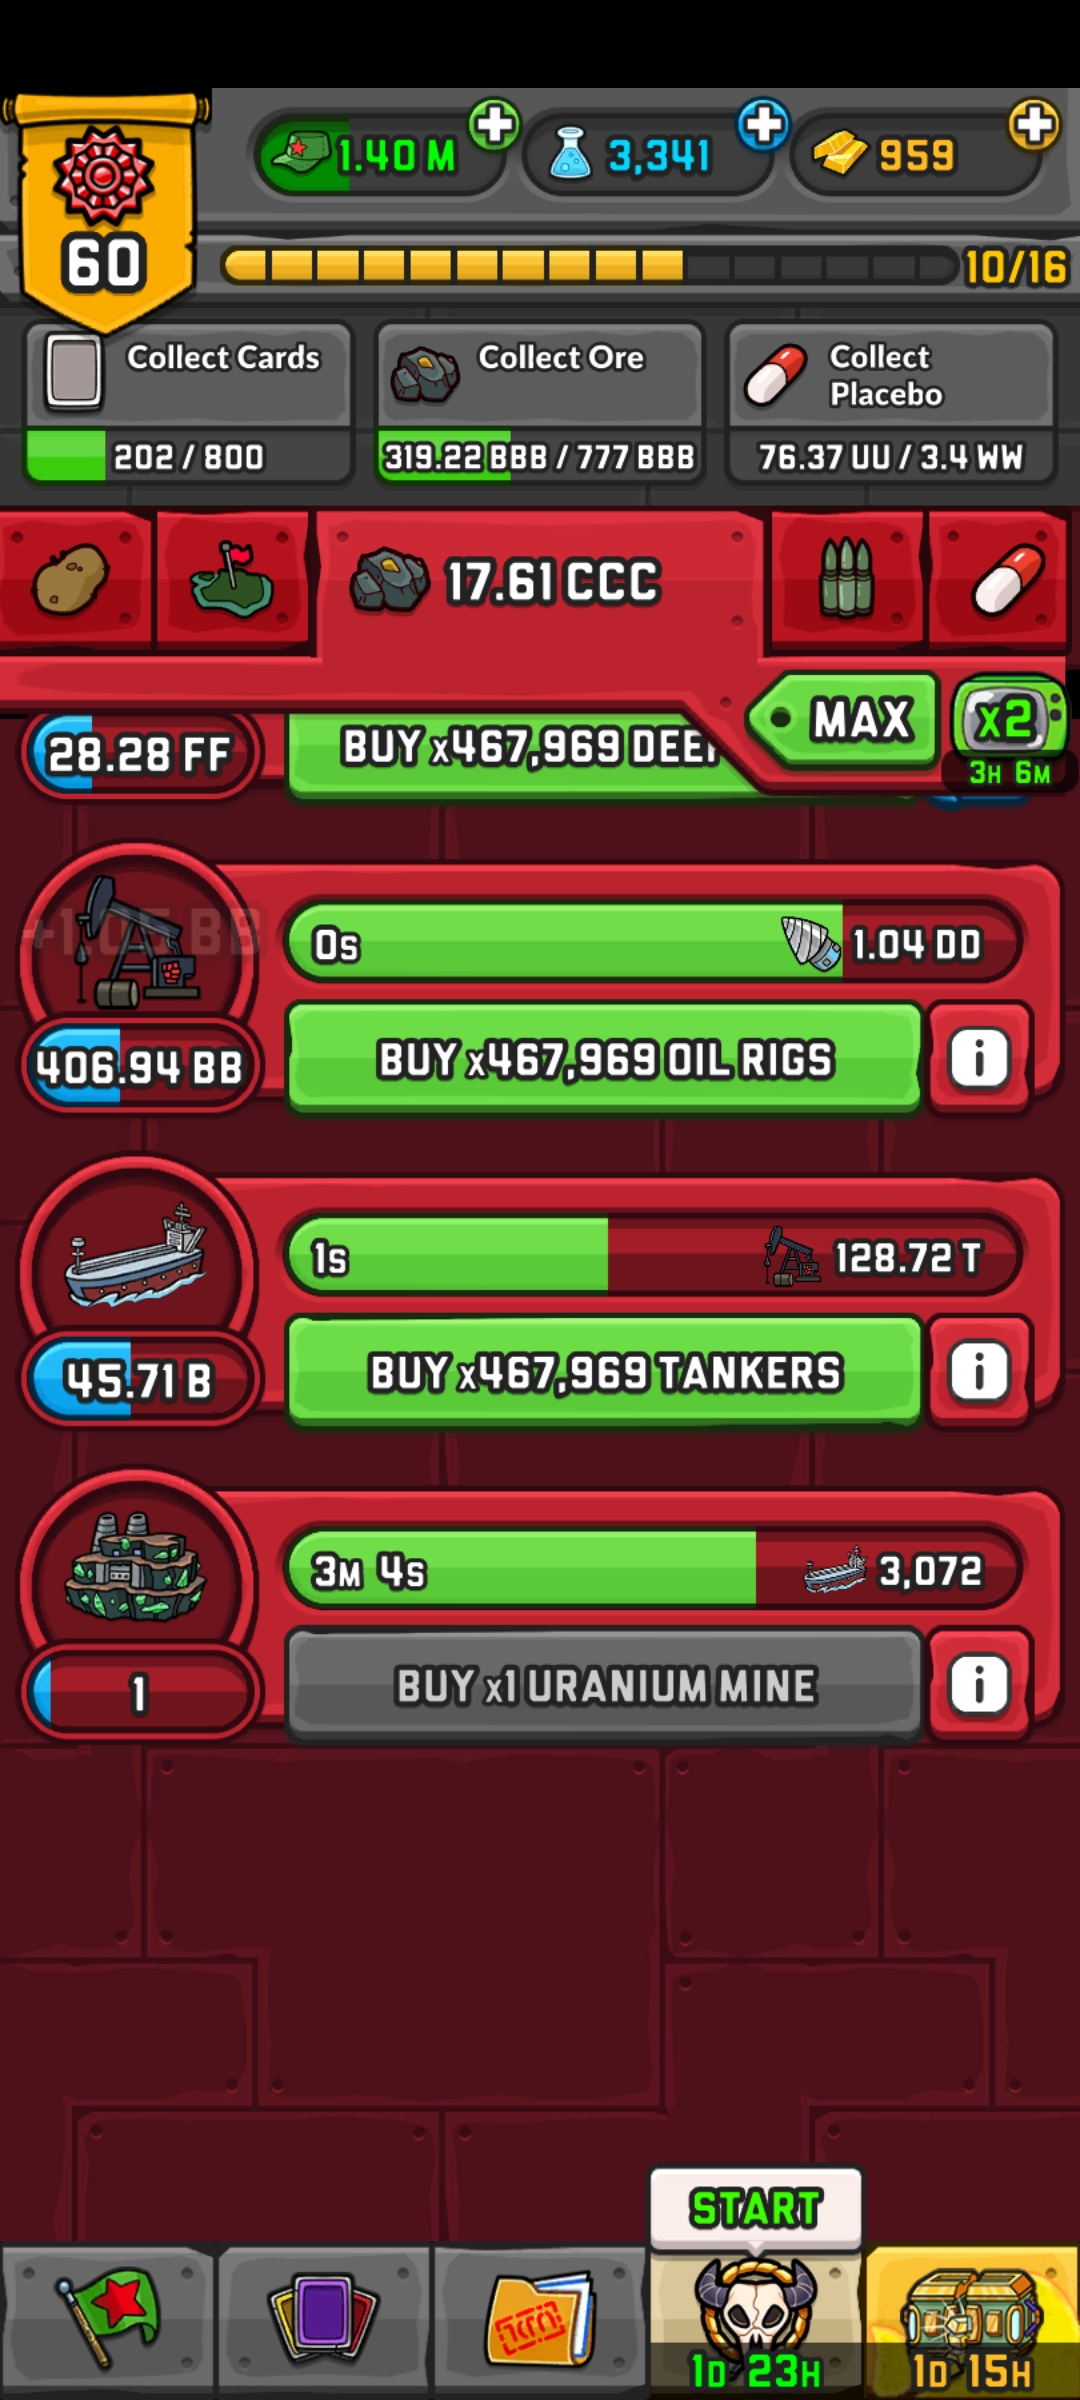 60
1.40 M
3,341
959
10/16
Collect Cards
202 / 800
Collect Ore
319.22 BBB / 777 BBB
Collect
Placebo
76.37 UU / 3.4 WW
17.61 CCC
MAX
x2
3H 6M
28.28 FF
BUY x467,969 DEEP
+1.05 BB
0s
1.04 DD
406.94 BB
BUY x467,969 OIL RIGS
i
1s
128.72 T
45.71 B
BUY x467,969 TANKERS
i
3M 4s
3,072
1
BUY x1 URANIUM MINE
i
START
1D 23H
1D 15H